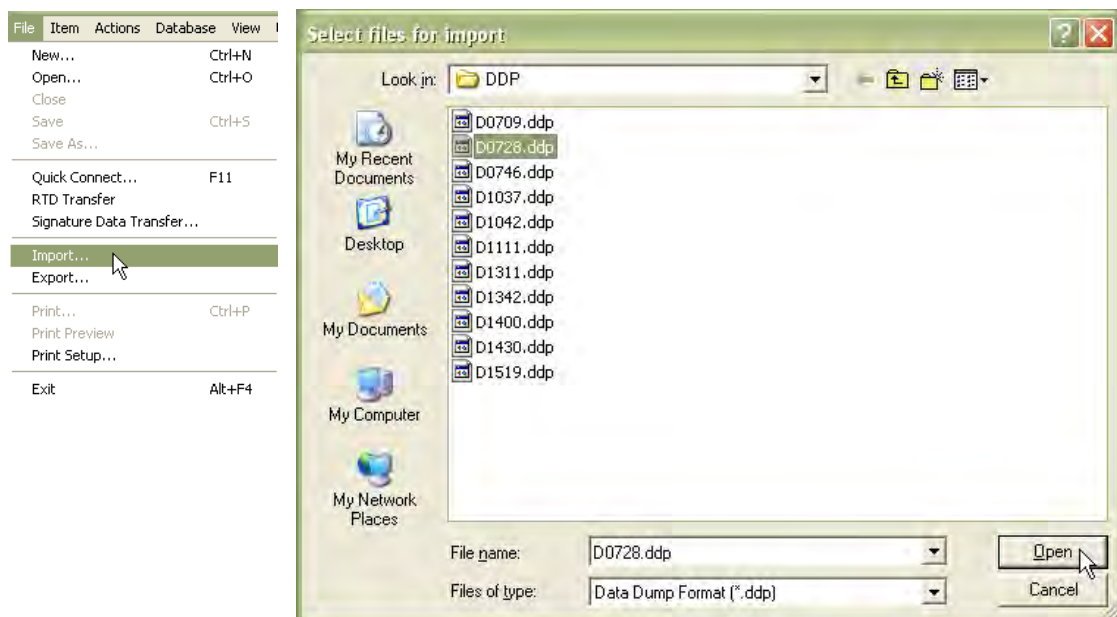 File Item Actions Database View
New... Ctrl+N
Open... Ctrl+O
Close
Save Ctrl+S
Save As...
Quick Connect... F11
RTD Transfer
Signature Data Transfer...
Import...
Export...
Print... Ctrl+P
Print Preview
Print Setup...
Exit Alt+F4
Select files for import
Look in: DDP
My Recent
Documents
Desktop
My Documents
My Computer
My Network
Places
D0709.ddp
D0728.ddp
D0746.ddp
D1037.ddp
D1042.ddp
D1111.ddp
D1311.ddp
D1342.ddp
D1400.ddp
D1430.ddp
D1519.ddp
File name: D0728.ddp Open
Files of type: Data Dump Format (*.ddp) Cancel